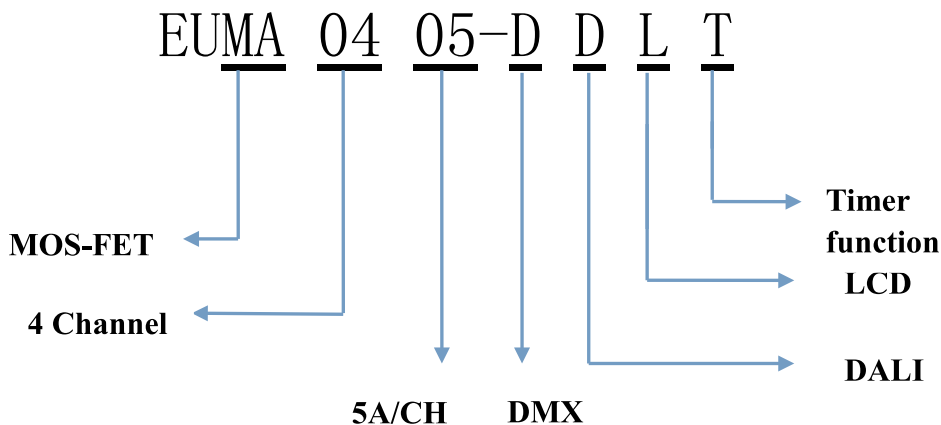 EUMA 04 05-D D L T
Timer
function
MOS-FET
LCD
4 Channel
DALI
5A/CH DMX